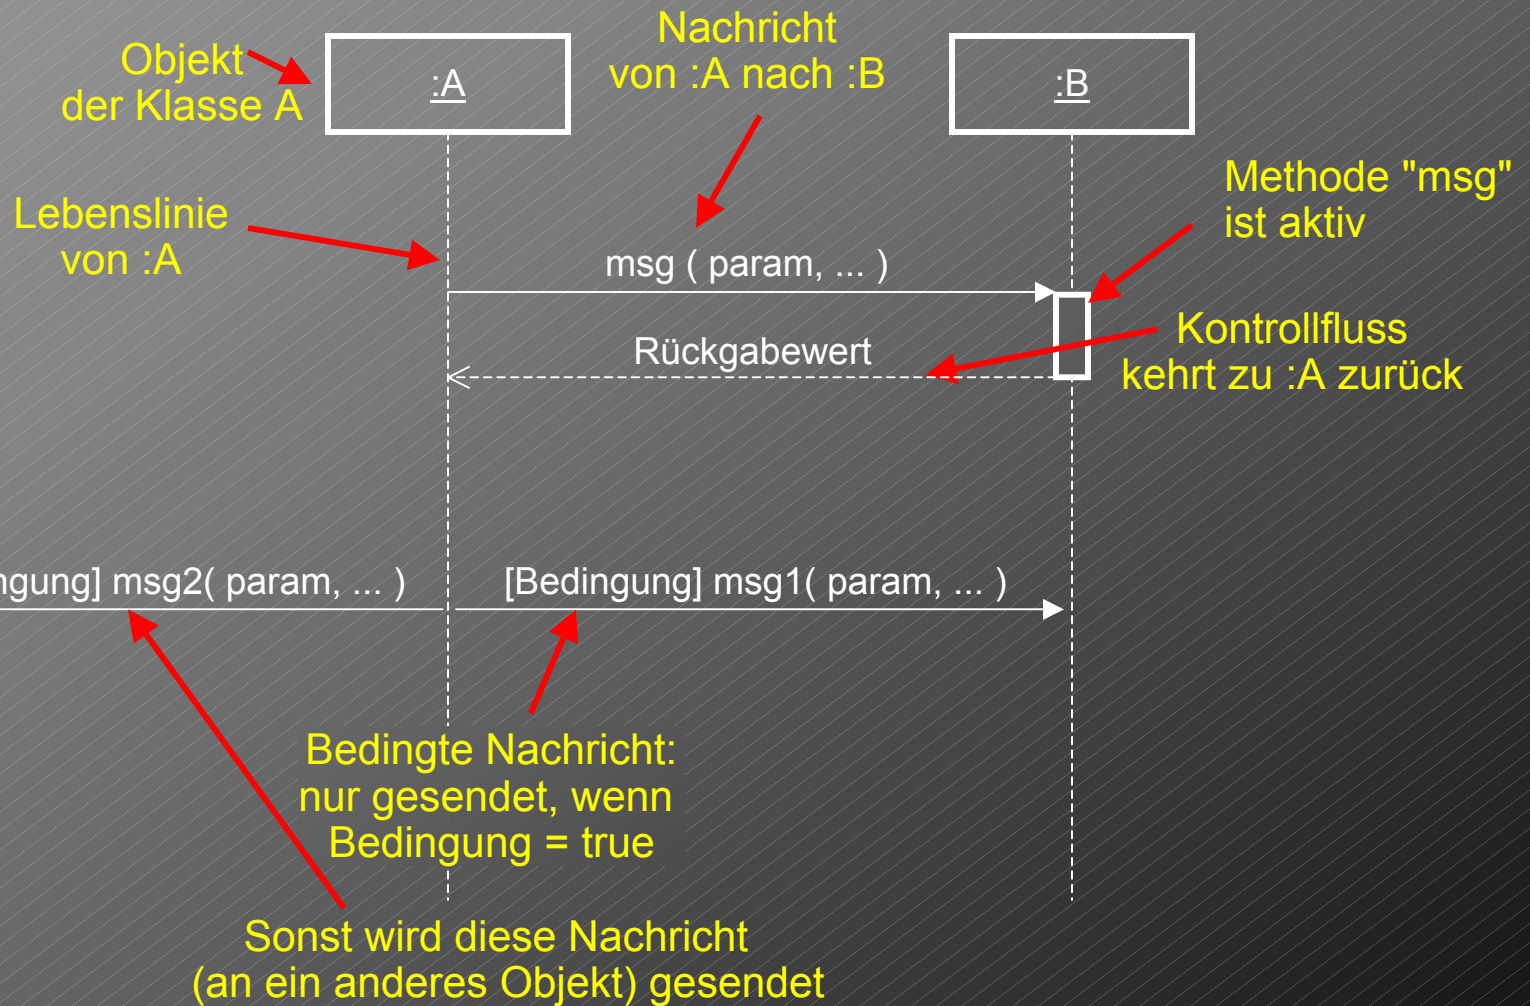 Objekt
der Klasse A
:A
Nachricht
von :A nach :B
:B
Lebenslinie
von :A
Methode "msg"
ist aktiv
msg ( param, ... )
Kontrollfluss
kehrt zu :A zurück
Rückgabewert
msg2( param, ... )
[Bedingung] msg1( param, ... )
Bedingte Nachricht:
nur gesendet, wenn
Bedingung = true
Sonst wird diese Nachricht
(an ein anderes Objekt) gesendet